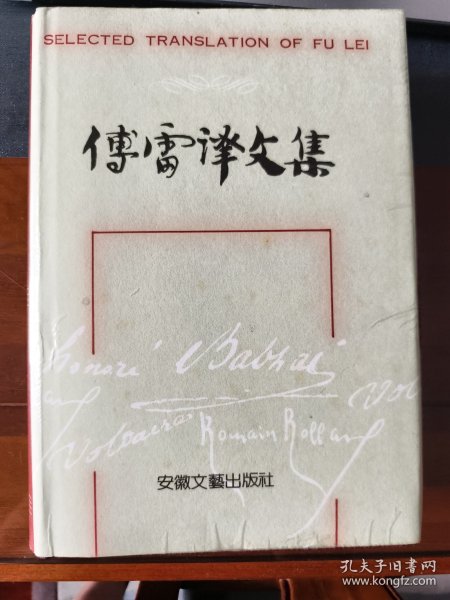 SELECTED TRANSLATION OF FU LEI
傅雷译文集
Honoré Balzac
Voltaire
Romain Rolland
安徽文藝出版社
孔夫子旧书网
www.kongfz.com